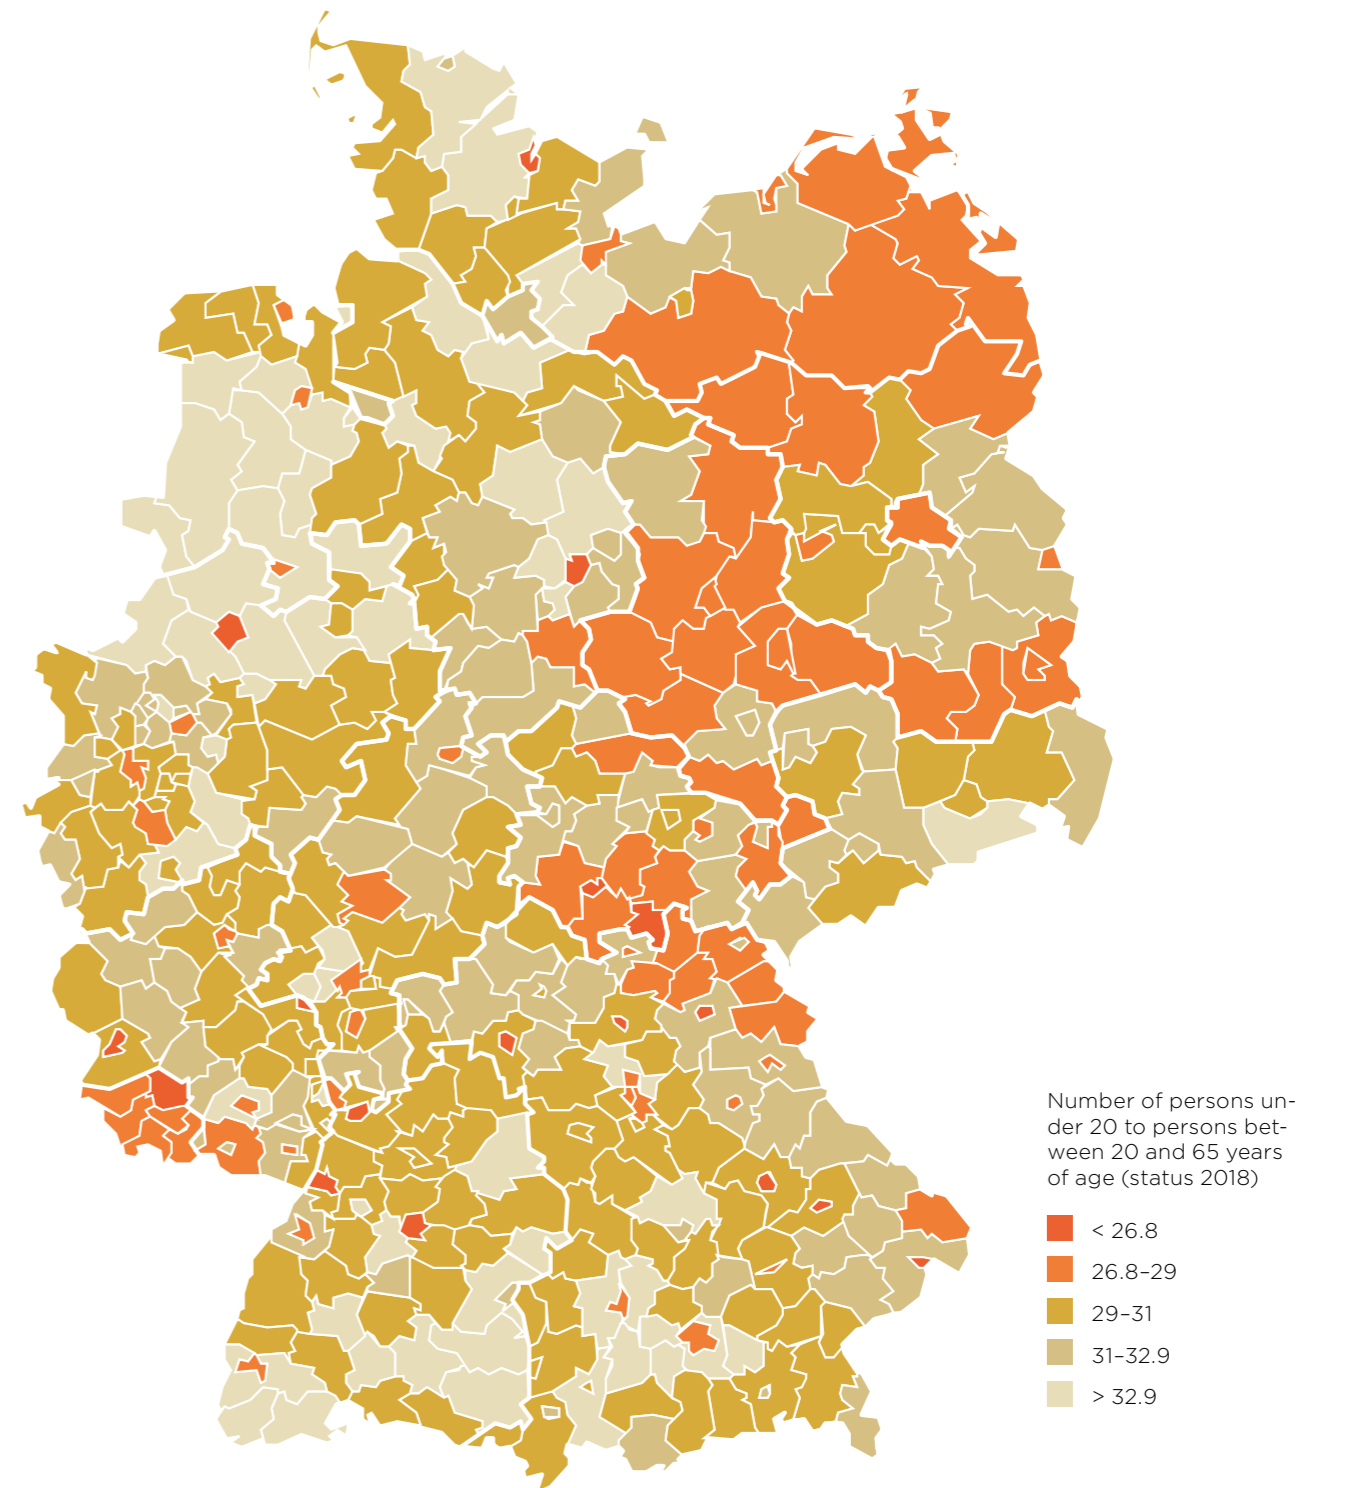 Number of persons un-
der 20 to persons bet-
ween 20 and 65 years
of age (status 2018)
< 26.8
26.8–29
29–31
31–32.9
> 32.9